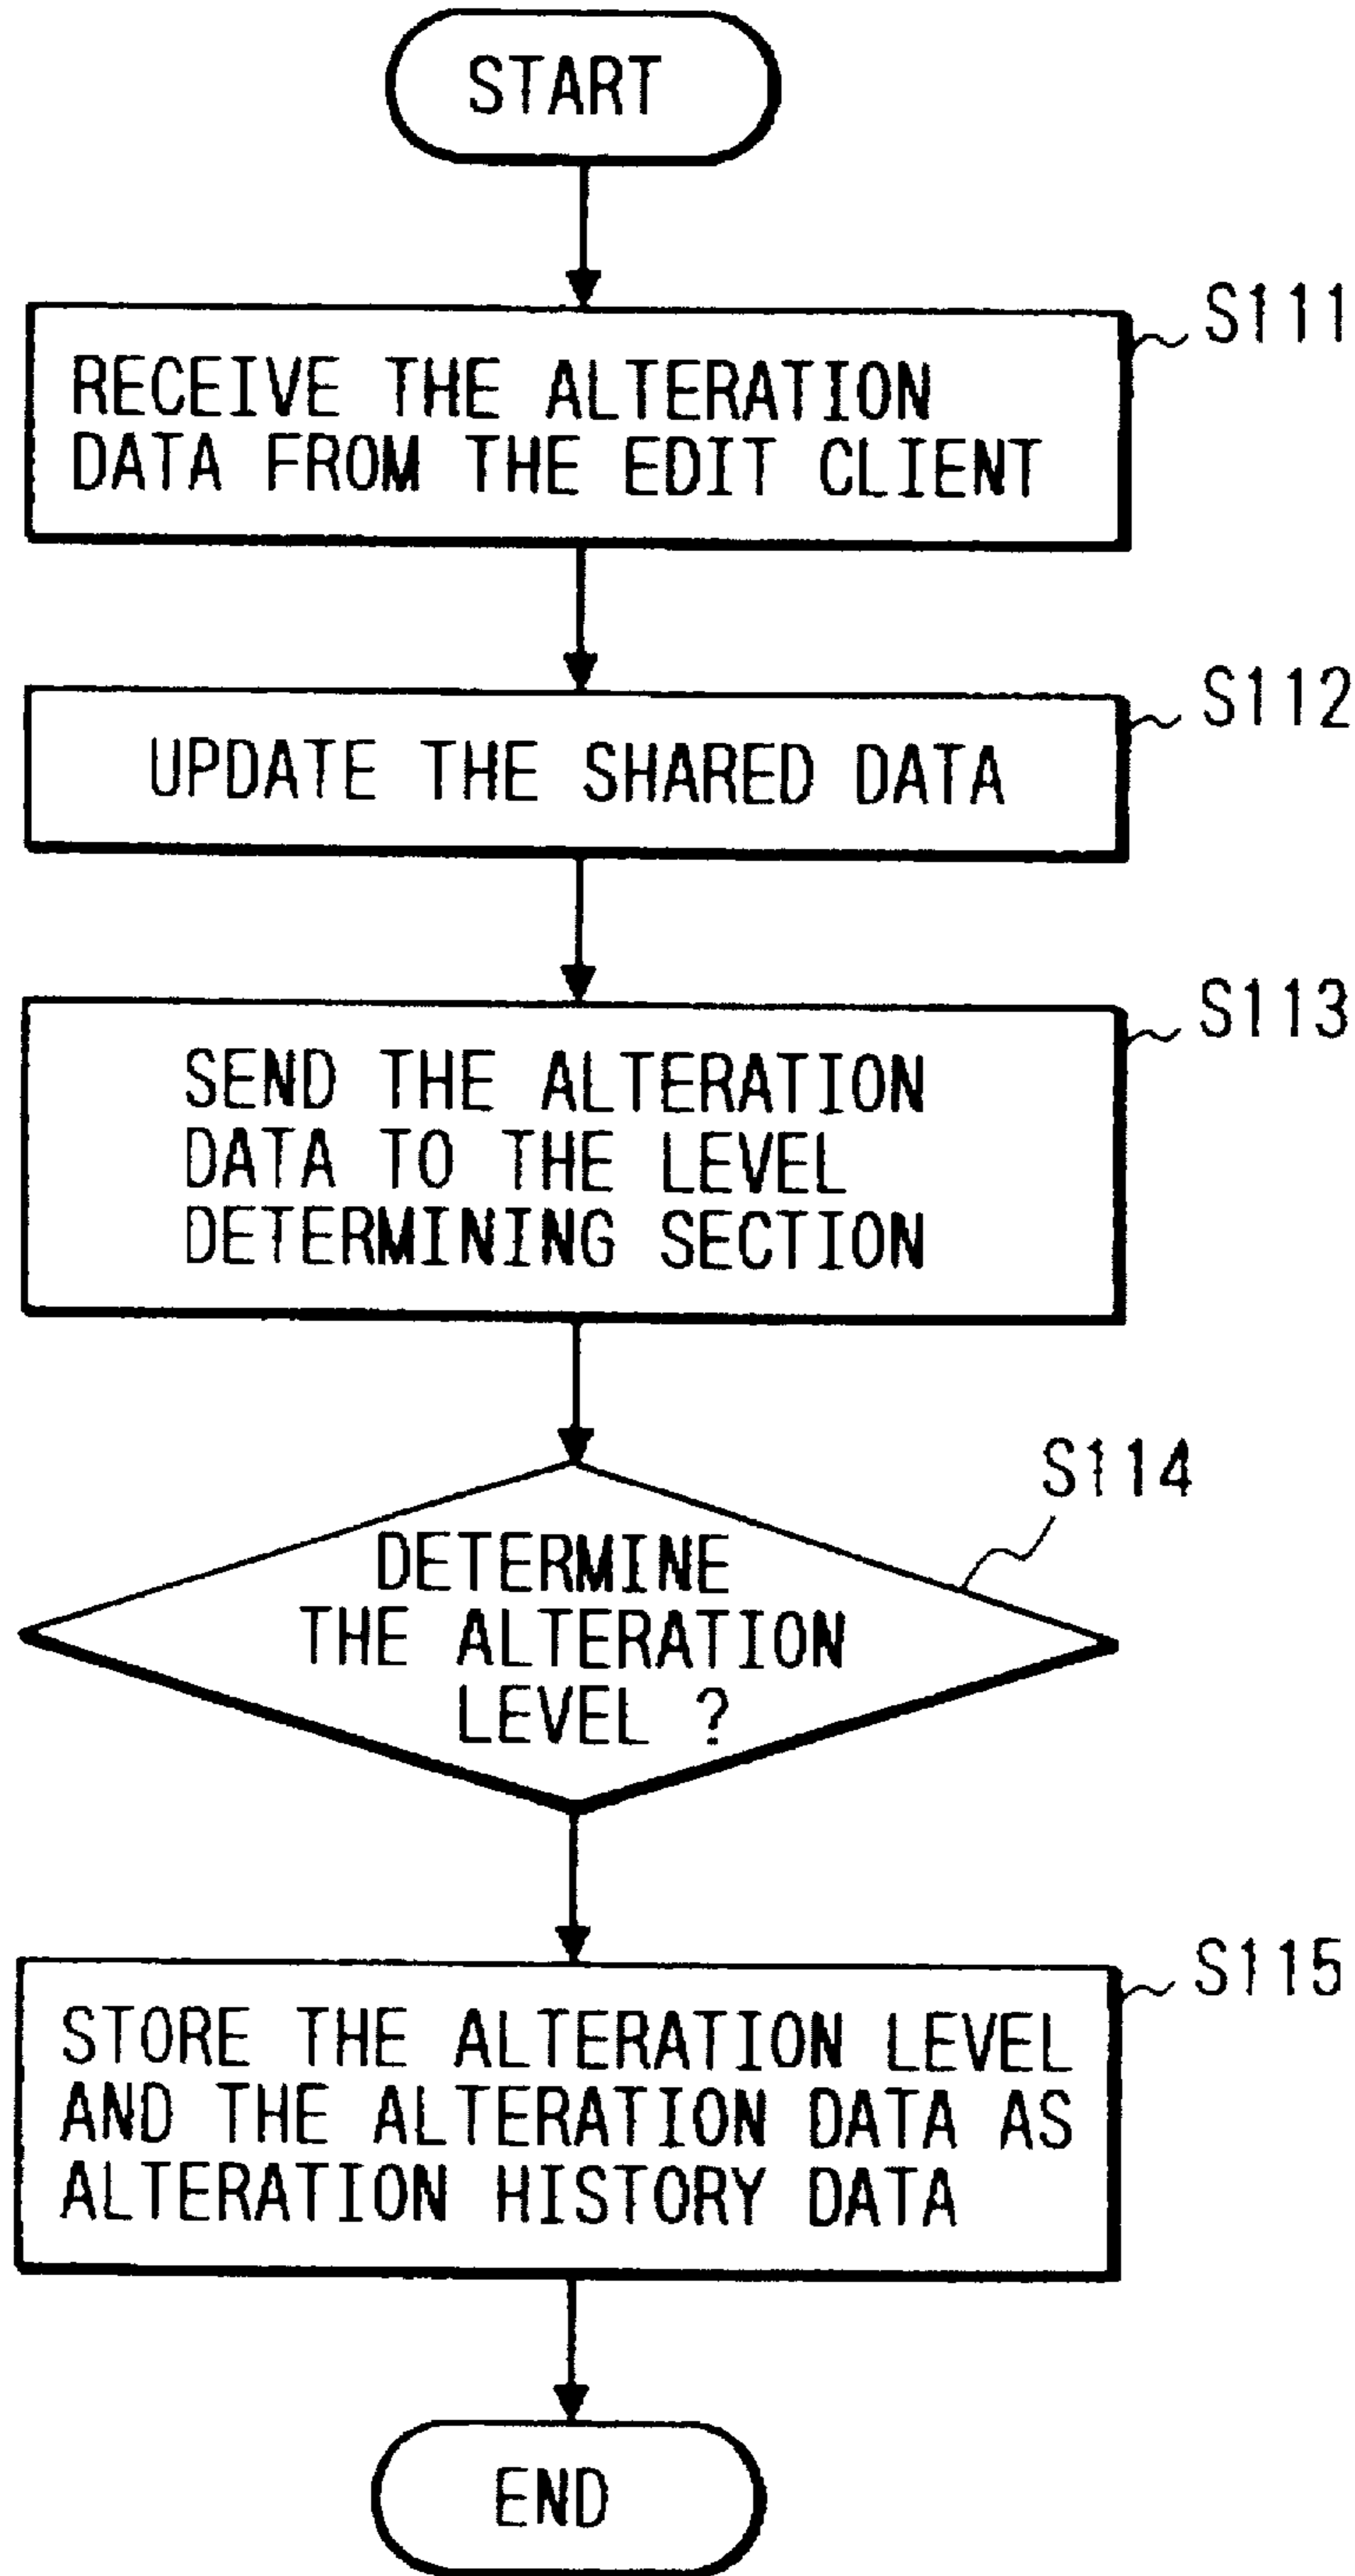 START
S111
RECEIVE THE ALTERATION
DATA FROM THE EDIT CLIENT
S112
UPDATE THE SHARED DATA
S113
SEND THE ALTERATION
DATA TO THE LEVEL
DETERMINING SECTION
S114
DETERMINE
THE ALTERATION
LEVEL ?
S115
STORE THE ALTERATION LEVEL
AND THE ALTERATION DATA AS
ALTERATION HISTORY DATA
END